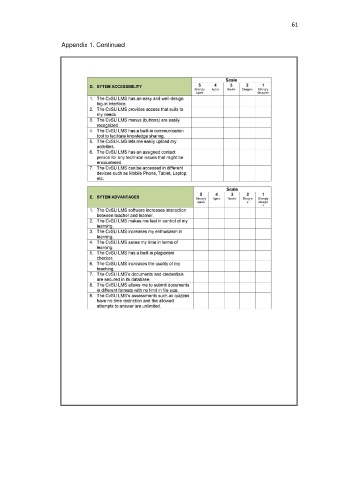 61
Appendix 1. Continued
Scale
D. SYTEM ACCESSIBILITY
5 4 3 2 1
Strongly Agree Agree Neutral Disagree Strongly Disagree
1. The CvSU LMS has an easy and well-design
log-in interface.
2. The CvSU LMS provides access that suits to
my needs.
3. The CvSU LMS menus (buttons) are easily
recognized
4. The CvSU LMS has a built-in communication
tool to facilitate knowledge sharing.
5. The CvSU LMS lets me easily upload my
activities.
6. The CvSU LMS has an assigned contact
person for any technical issues that might be
encountered
7. The CvSU LMS can be accessed in different
devices such as Mobile Phone, Tablet, Laptop,
etc.
Scale
E. SYTEM ADVANTAGES
5 4 3 2 1
Strongly Agree Agree Neutral
1. The CvSU LMS software increases interaction
between teacher and learner.
2. The CvSU LMS makes me feel in control of my
learning.
3. The CvSU LMS increases my enthusiasm in
learning.
4. The CvSU LMS saves my time in terms of
learning.
5. The CvSU LMS has a built-in plagiarism
checker.
6. The CvSU LMS increases the quality of my
teaching
7. The CvSU LMS's documents and credentials
are secured in its database
8. The CvSU LMS allows me to submit documents
in different formats with no limit in file size.
9. The CvSU LMS's assessments such as quizzes
have no time restriction and the allowed
attempts to answer are unlimited.